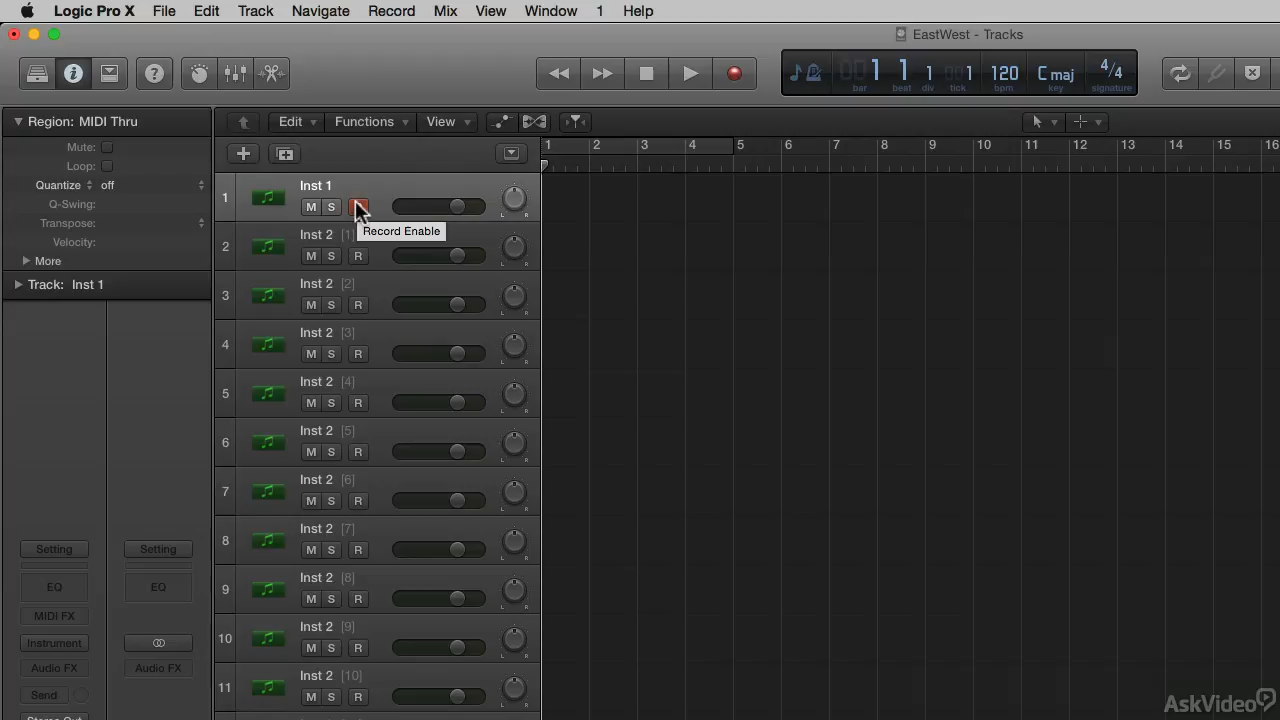 Logic Pro X File Edit Track Navigate Record Mix View Window 1 Help
EastWest - Tracks
1 1 1 1 120 C maj 4/4
bar beat div tick bpm key signature
Region: MIDI Thru
Edit Functions View
Mute:
Loop:
Quantize off
Q-Swing:
Transpose:
Velocity:
More
Track: Inst 1
1 2 3 4 5 6 7 8 9 10 11 12 13 14 15 16
1 Inst 1
M S
L R
Record Enable
2 Inst 2 [1]
M S R
L R
3 Inst 2 [2]
M S R
L R
4 Inst 2 [3]
M S R
L R
5 Inst 2 [4]
M S R
L R
6 Inst 2 [5]
M S R
L R
7 Inst 2 [6]
M S R
L R
8 Inst 2 [7]
M S R
L R
9 Inst 2 [8]
M S R
L R
10 Inst 2 [9]
M S R
L R
11 Inst 2 [10]
M S R
L R
Setting Setting
EQ EQ
MIDI FX
Instrument
Audio FX Audio FX
Send
Stereo Out
AskVideo